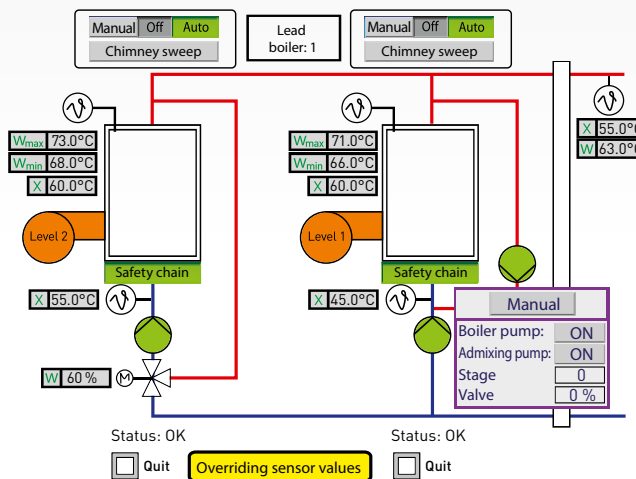 Manual Off Auto
Chimney sweep
Lead
boiler: 1
Manual Off Auto
Chimney sweep
Wmax 73.0°C
Wmin 68.0°C
X 60.0°C
Level 2
Safety chain
X 55.0°C
W 60 %
M
Wmax 71.0°C
Wmin 66.0°C
X 60.0°C
Level 1
Safety chain
X 45.0°C
X 55.0°C
W 63.0°C
Manual
Boiler pump: ON
Admixing pump: ON
Stage 0
Valve 0 %
Status: OK
Quit
Overriding sensor values
Status: OK
Quit